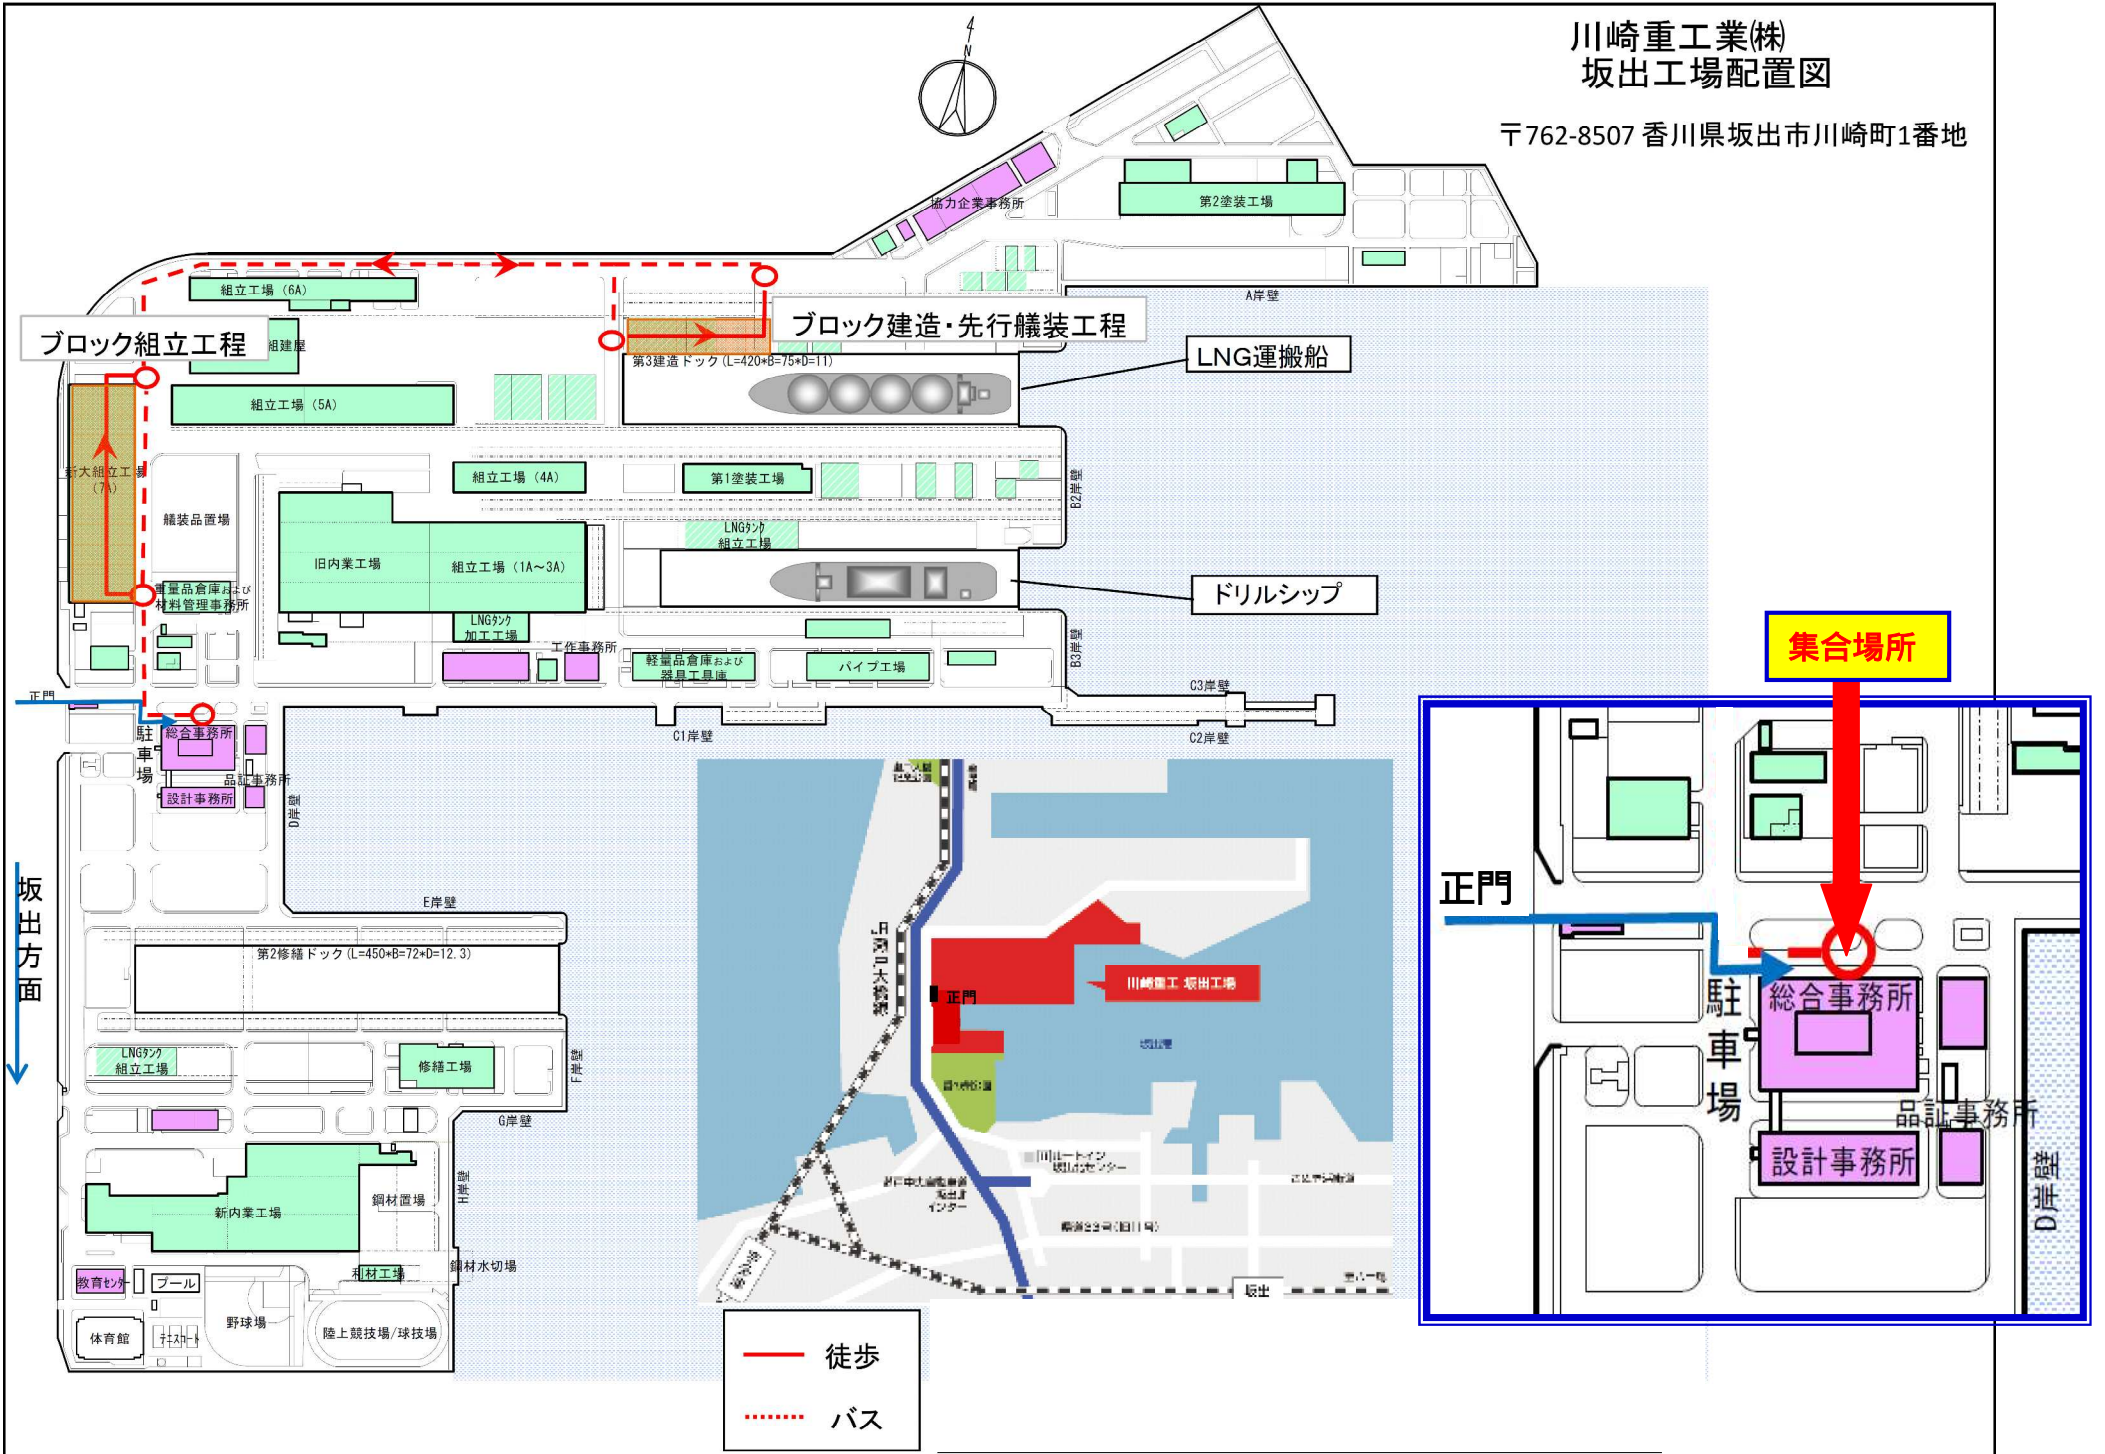 川崎重工業㈱
坂出工場配置図
〒762-8507 香川県坂出市川崎町1番地
N
協力企業事務所
第2塗装工場
A岸壁
組立工場（6A）
ブロック組立工程
組建屋
ブロック建造・先行艤装工程
第3建造ドック(L=420*B=75*D=11)
LNG運搬船
組立工場（5A）
新大組立工場
(7A)
艤装品置場
組立工場（4A）
第1塗装工場
B2岸壁
LNGタンク
組立工場
旧内業工場
組立工場（1A～3A）
ドリルシップ
重量品倉庫および
材料管理事務所
LNGタンク
加工工場
工作事務所
軽量品倉庫および
器具工具庫
パイプ工場
B3岸壁
C3岸壁
C1岸壁
C2岸壁
正門
総合事務所
駐車場
品証事務所
設計事務所
D岸壁
坂出方面
E岸壁
第2修繕ドック(L=450*B=72*D=12.3)
LNGタンク
組立工場
修繕工場
F岸壁
G岸壁
H岸壁
新内業工場
鋼材置場
鋼材水切場
教育センター
プール
体育館
テニスコート
野球場
陸上競技場/球技場
川崎重工 坂出工場
正門
坂出
徒歩
バス
集合場所
正門
総合事務所
駐車場
品証事務所
設計事務所
D岸壁